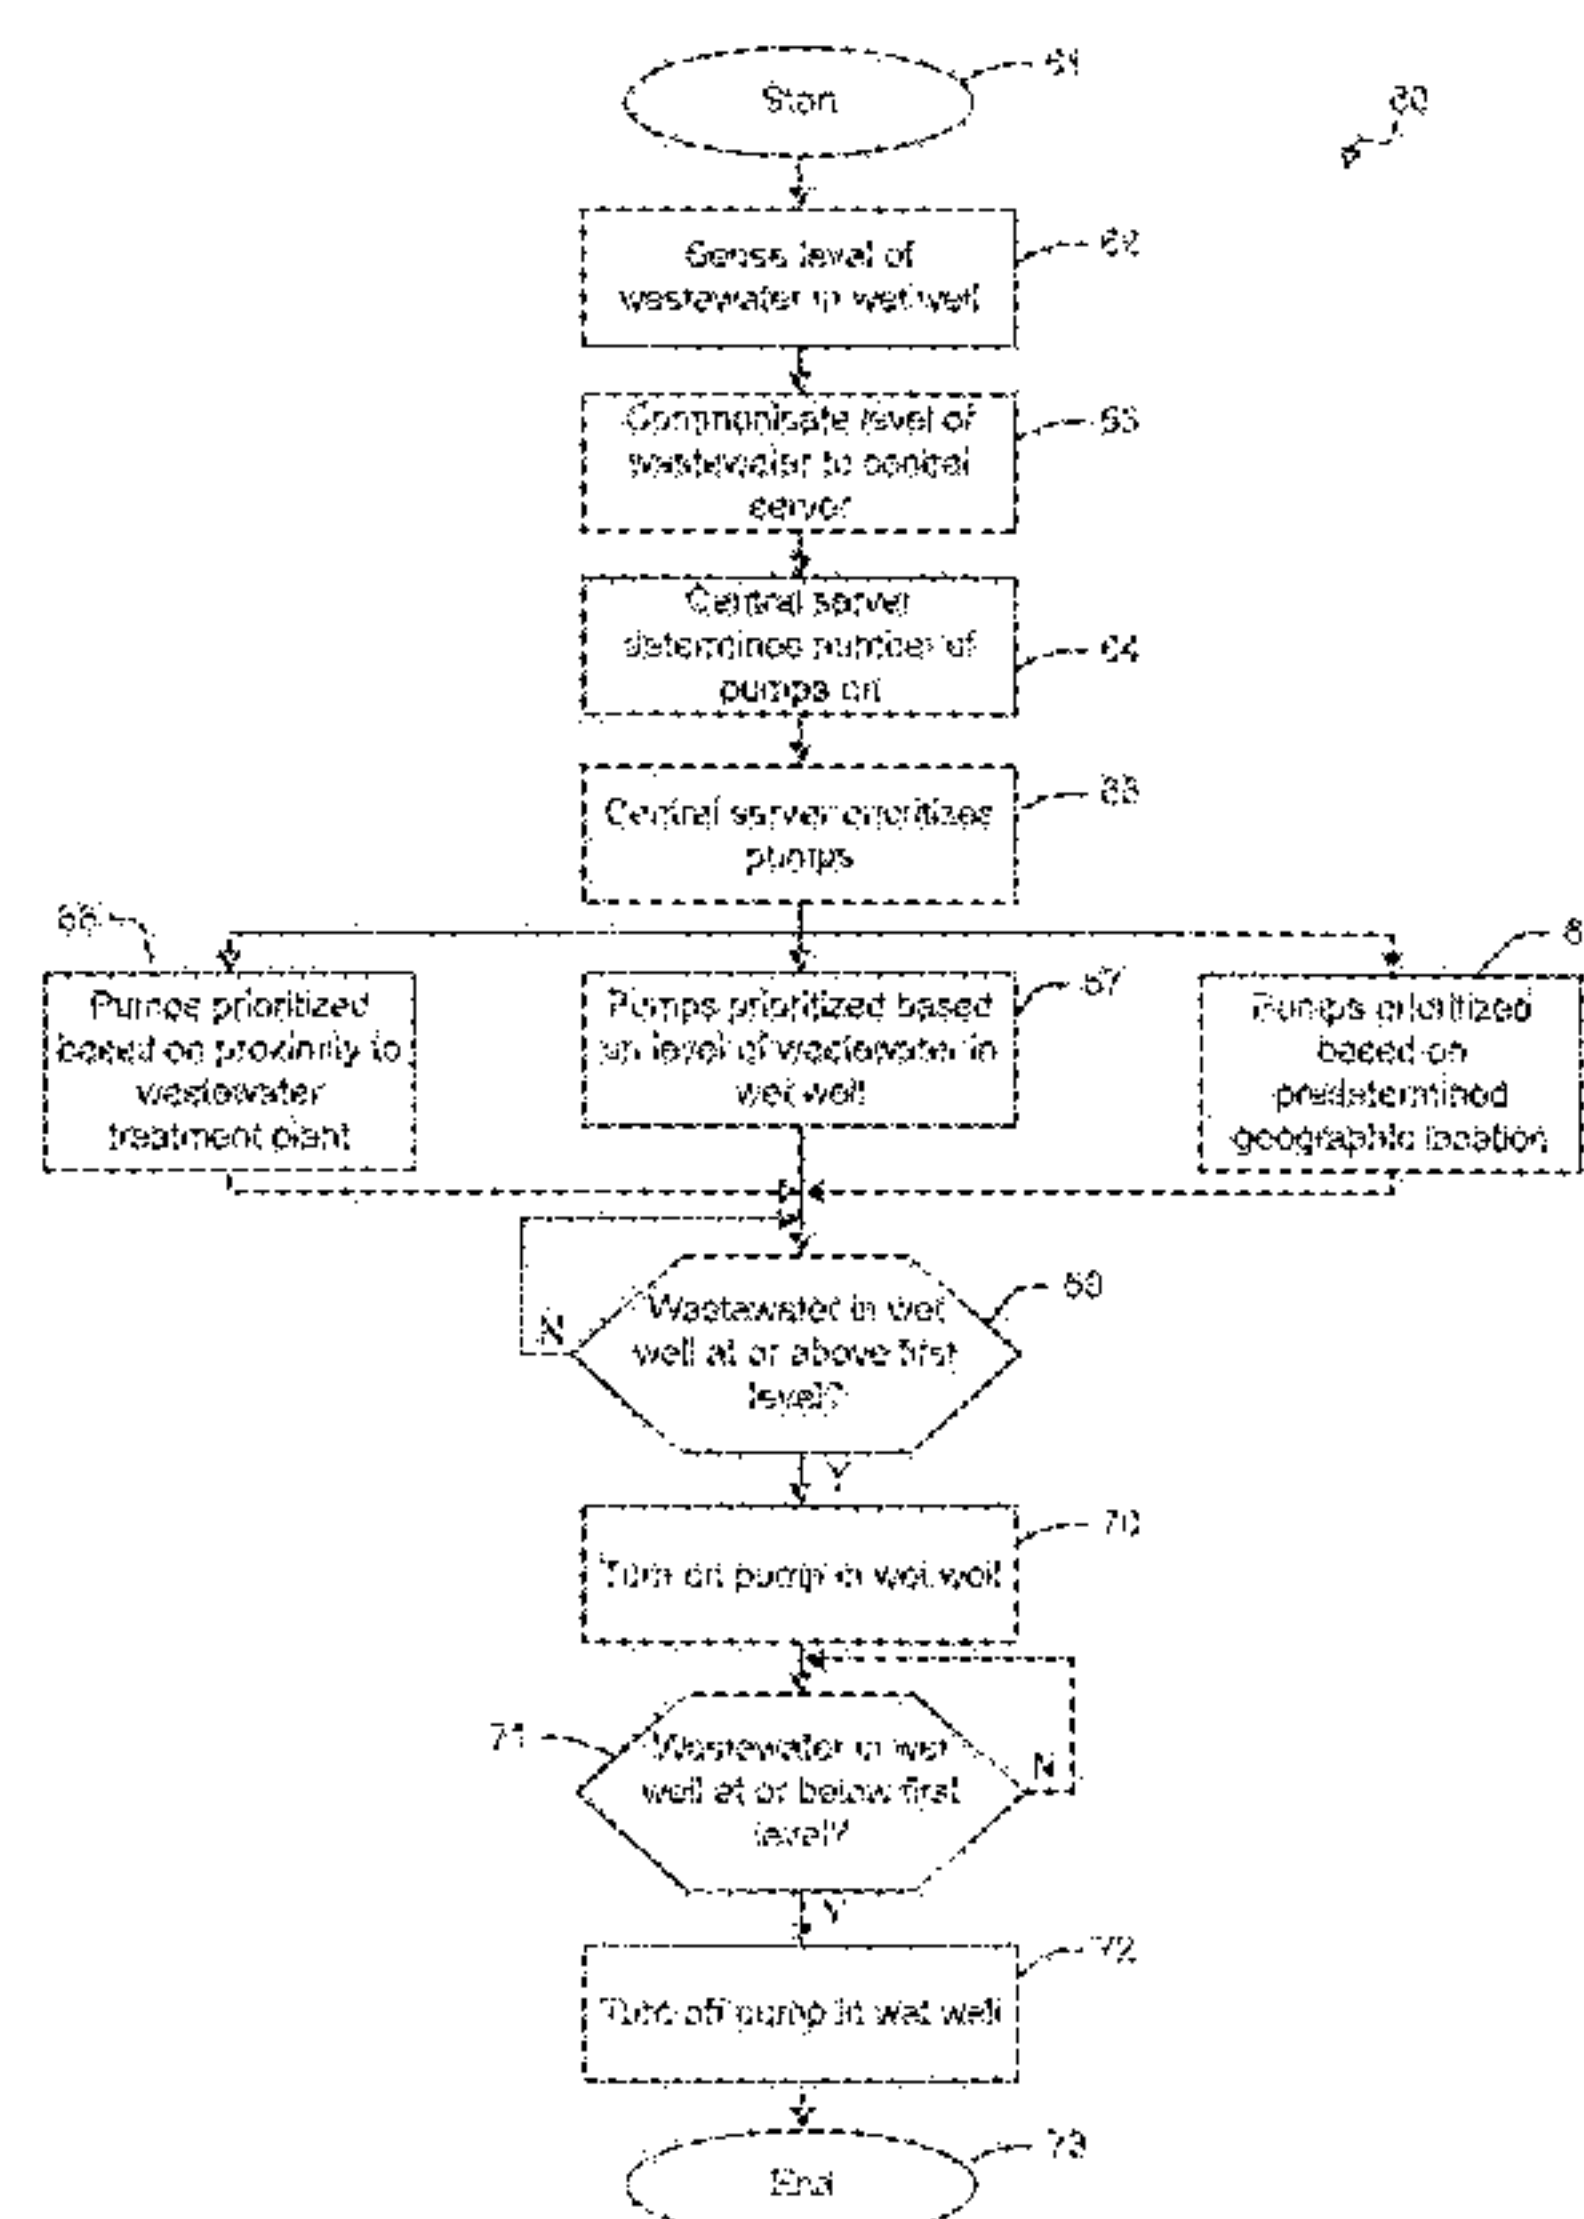 Start
61
60
Sense level of
wastewater in wet well
62
Communicate level of
wastewater to central
server
63
Central server
determines number of
pumps on
64
Central server prioritizes
pumps
65
66
Pumps prioritized
based on proximity to
wastewater
treatment plant
67
Pumps prioritized based
on level of wastewater in
wet well
6
Pumps prioritized
based on
predetermined
geographic location
N
Wastewater in wet
well at or above first
level?
69
Y
Turn on pump in wet well
70
71
Wastewater in wet
well at or below first
level?
N
Y
Turn off pump in wet well
72
End
73